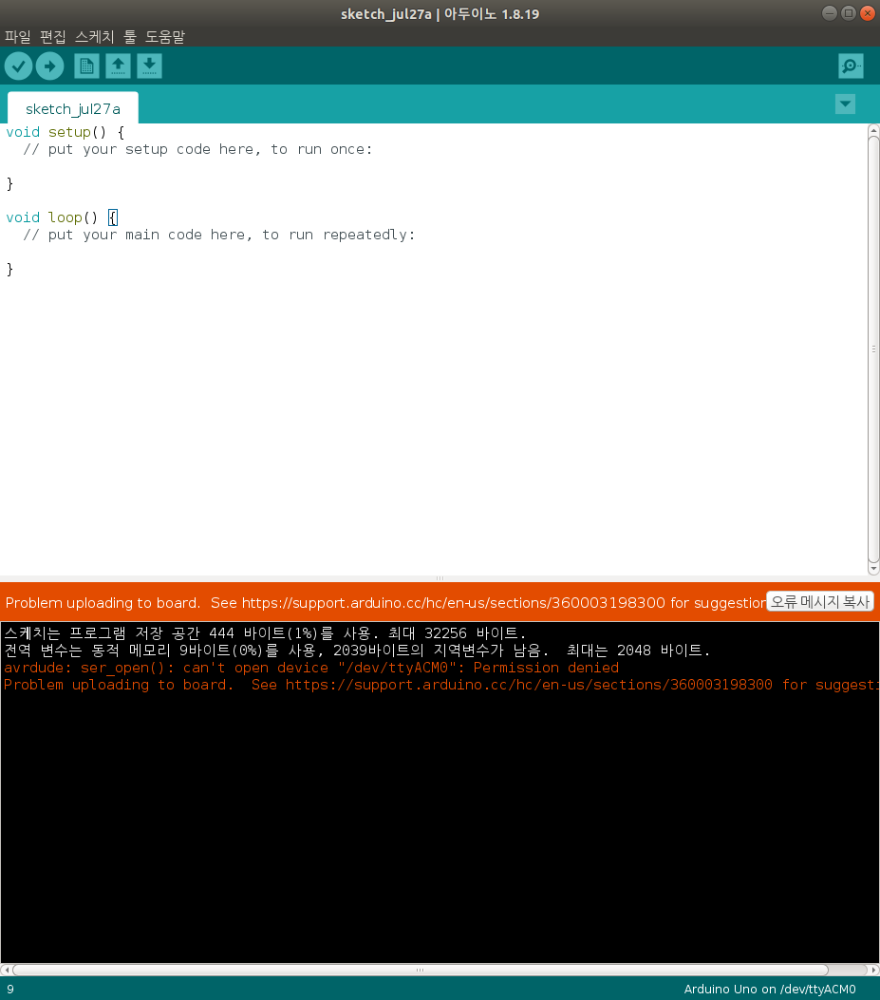 sketch_jul27a | 아두이노 1.8.19
파일 편집 스케치 툴 도움말
sketch_jul27a
void setup() {
  // put your setup code here, to run once:
}
void loop() {
  // put your main code here, to run repeatedly:
}
Problem uploading to board.  See https://support.arduino.cc/hc/en-us/sections/360003198300 for suggestion
오류 메시지 복사
스케치는 프로그램 저장 공간 444 바이트(1%)를 사용. 최대 32256 바이트.
전역 변수는 동적 메모리 9바이트(0%)를 사용, 2039바이트의 지역변수가 남음.  최대는 2048 바이트.
avrdude: ser_open(): can't open device "/dev/ttyACM0": Permission denied
Problem uploading to board.  See https://support.arduino.cc/hc/en-us/sections/360003198300 for suggesti
9
Arduino Uno on /dev/ttyACM0